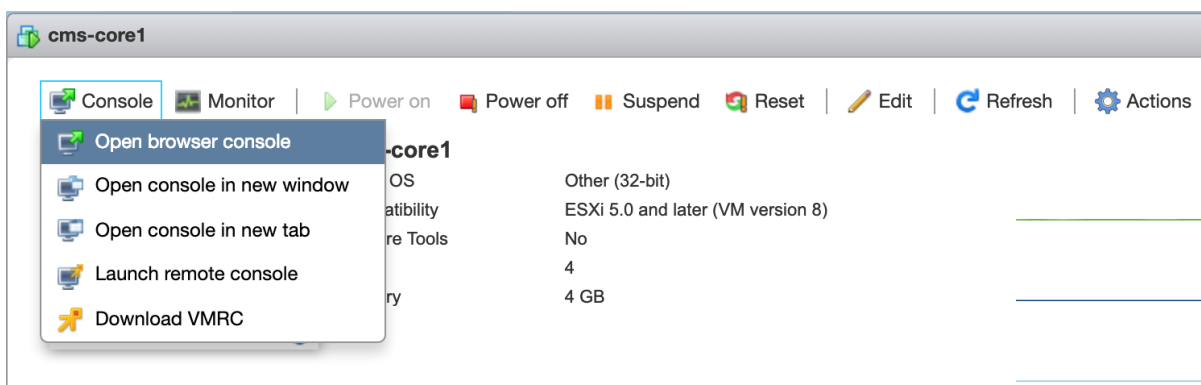 cms-core1
Console Monitor Power on Power off Suspend Reset Edit Refresh Actions
Open browser console
-core1
Open console in new window
OS Other (32-bit)
atibility ESXi 5.0 and later (VM version 8)
Open console in new tab
re Tools No
Launch remote console
4
ry 4 GB
Download VMRC